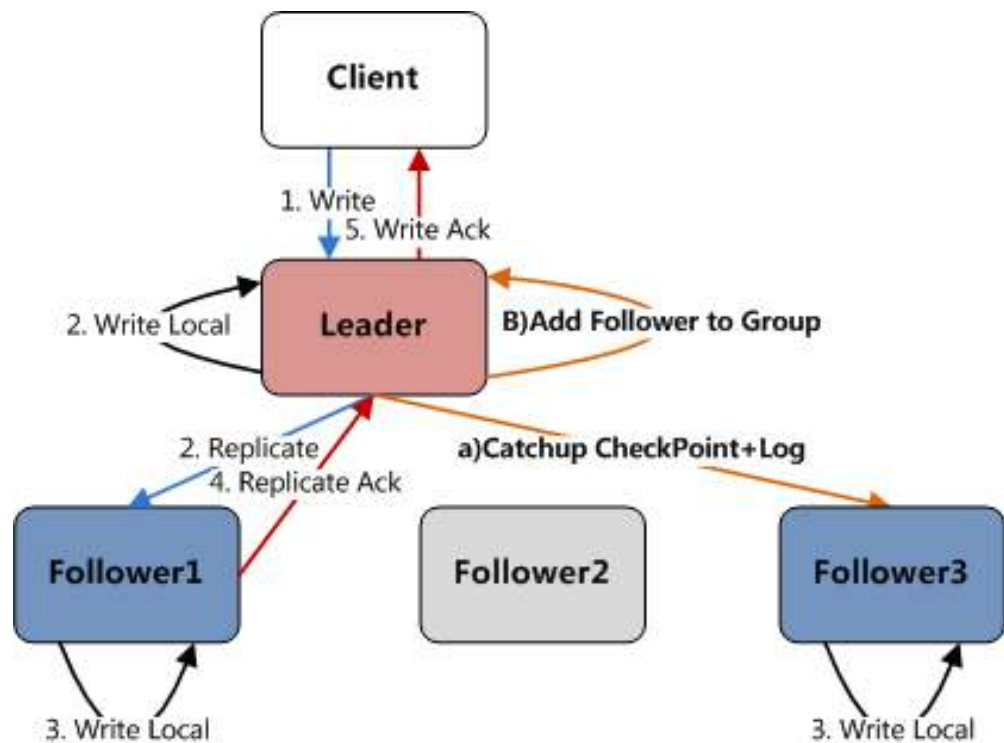 Client
1. Write
5. Write Ack
2. Write Local
Leader
B)Add Follower to Group
2. Replicate
a)Catchup CheckPoint+Log
4. Replicate Ack
Follower1
Follower2
Follower3
3. Write Local
3. Write Local